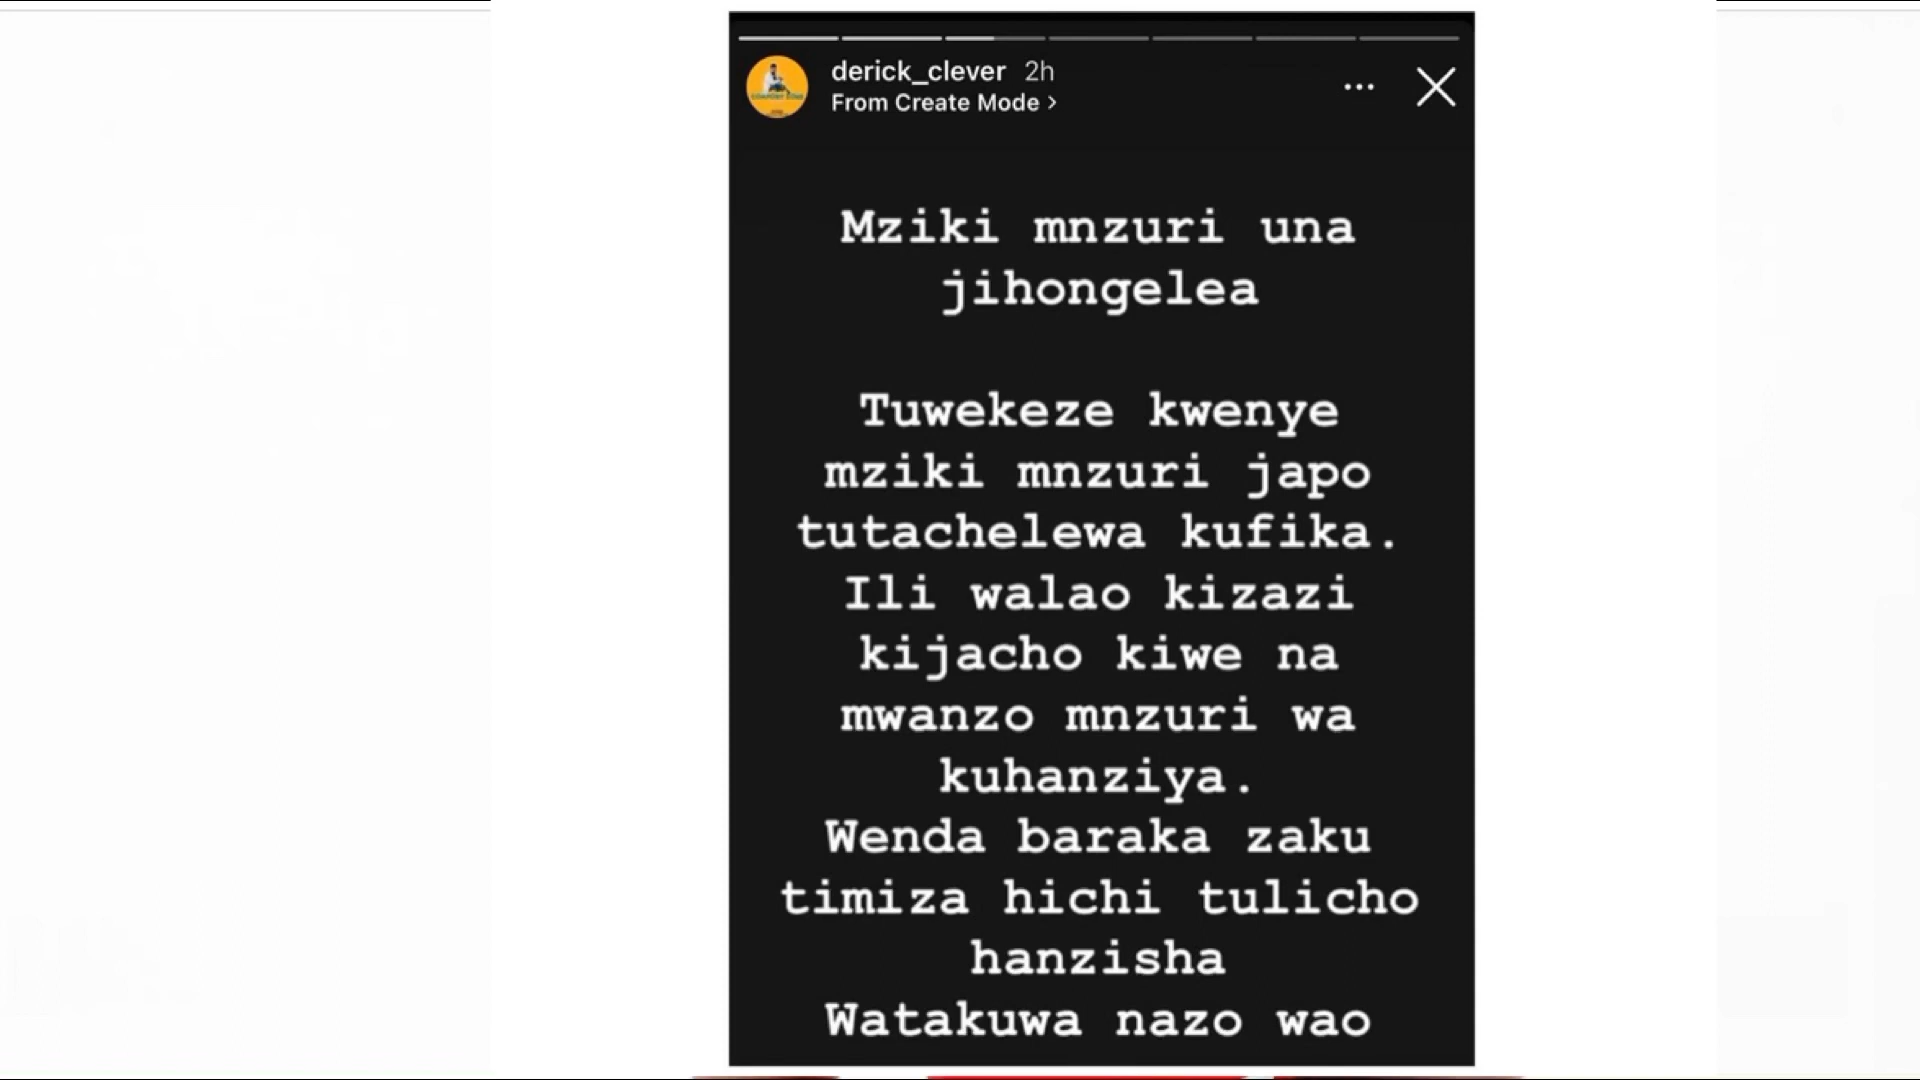 derick_clever 2h
From Create Mode >
Mziki mnzuri una
jihongelea
Tuwekeze kwenye
mziki mnzuri japo
tutachelewa kufika.
Ili walao kizazi
kijacho kiwe na
mwanzo mnzuri wa
kuhanziya.
Wenda baraka zaku
timiza hichi tulicho
hanzisha
Watakuwa nazo wao